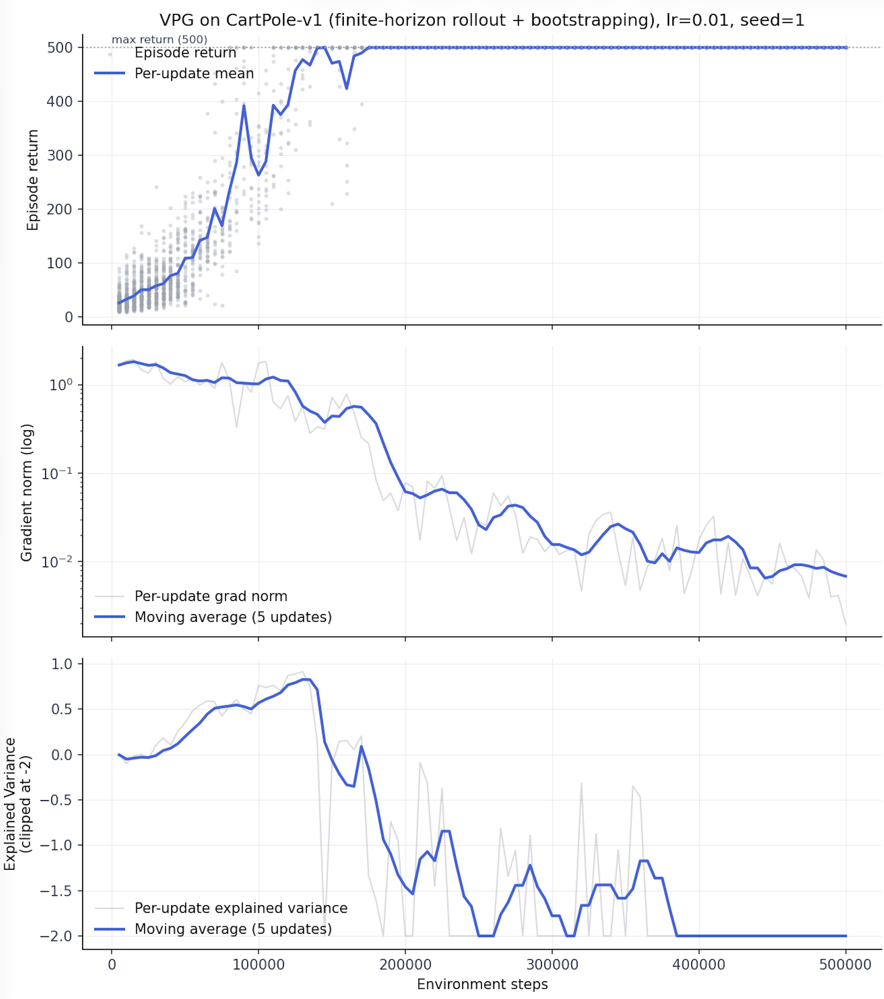 VPG on CartPole-v1 (finite-horizon rollout + bootstrapping), lr=0.01, seed=1
max return (500)
Episode return
Per-update mean
500
400
300
200
100
0
Episode return
10⁰
10⁻¹
10⁻²
Gradient norm (log)
Per-update grad norm
Moving average (5 updates)
1.0
0.5
0.0
−0.5
−1.0
−1.5
−2.0
Explained Variance
(clipped at -2)
Per-update explained variance
Moving average (5 updates)
0
100000
200000
300000
400000
500000
Environment steps